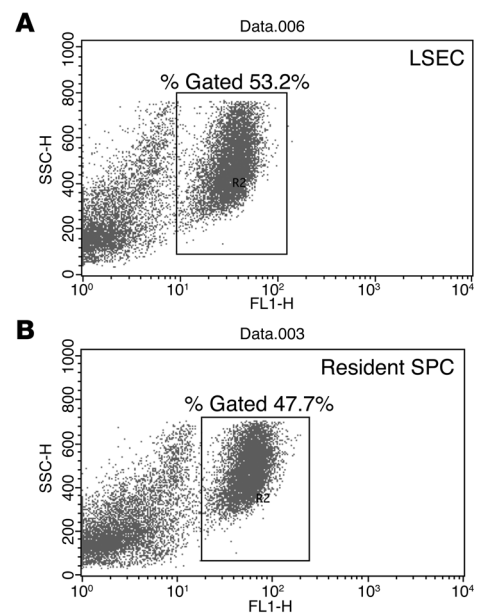 A
Data.006
LSEC
% Gated 53.2%
R2
SSC-H
1000
800
600
400
200
0
10⁰ 10¹ 10² 10³ 10⁴
FL1-H
B
Data.003
Resident SPC
% Gated 47.7%
R2
SSC-H
1000
800
600
400
200
0
10⁰ 10¹ 10² 10³ 10⁴
FL1-H